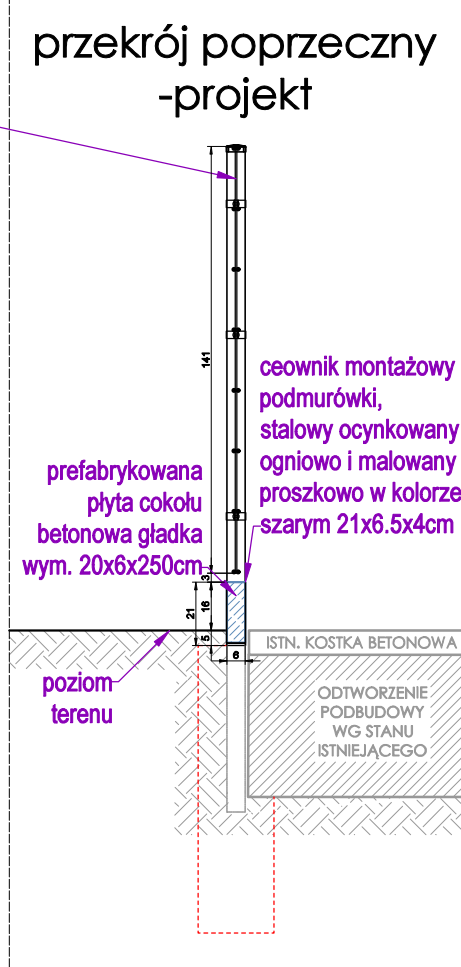 przekrój poprzeczny
-projekt
141
ceownik montażowy
podmurówki,
stalowy ocynkowany
ogniowo i malowany
proszkowo w kolorze
szarym 21x6.5x4cm
prefabrykowana
płyta cokołu
betonowa gładka
wym. 20x6x250cm
3
21
16
5
6
poziom
terenu
ISTN. KOSTKA BETONOWA
ODTWORZENIE
PODBUDOWY
WG STANU
ISTNIEJĄCEGO